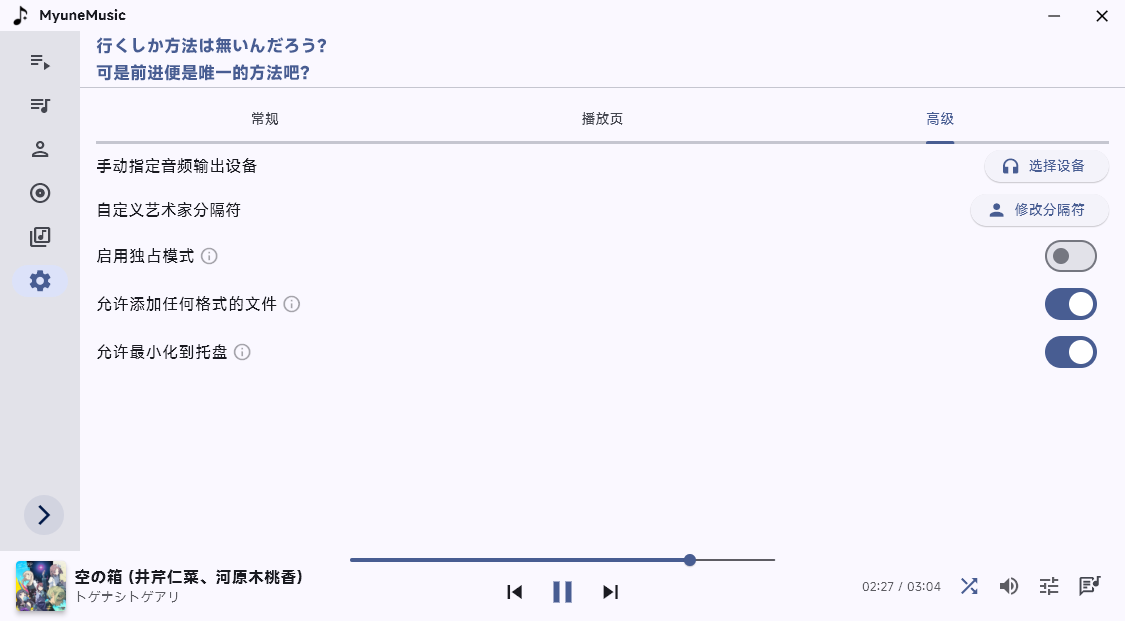 MyuneMusic
行くしか方法は無いんだろう?
可是前进便是唯一的方法吧?
常规
播放页
高级
手动指定音频输出设备
选择设备
自定义艺术家分隔符
修改分隔符
启用独占模式
允许添加任何格式的文件
允许最小化到托盘
空の箱 (井芹仁菜、河原木桃香)
トゲナシトゲアリ
02:27 / 03:04